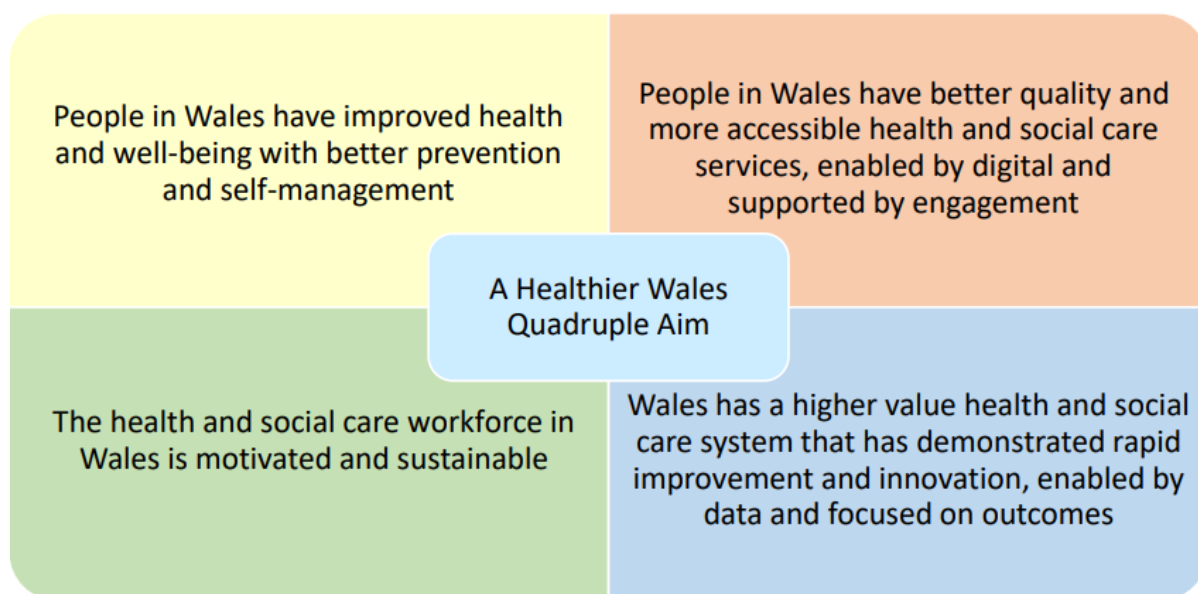 People in Wales have improved health
and well-being with better prevention
and self-management
People in Wales have better quality and
more accessible health and social care
services, enabled by digital and
supported by engagement
A Healthier Wales
Quadruple Aim
The health and social care workforce in
Wales is motivated and sustainable
Wales has a higher value health and social
care system that has demonstrated rapid
improvement and innovation, enabled by
data and focused on outcomes